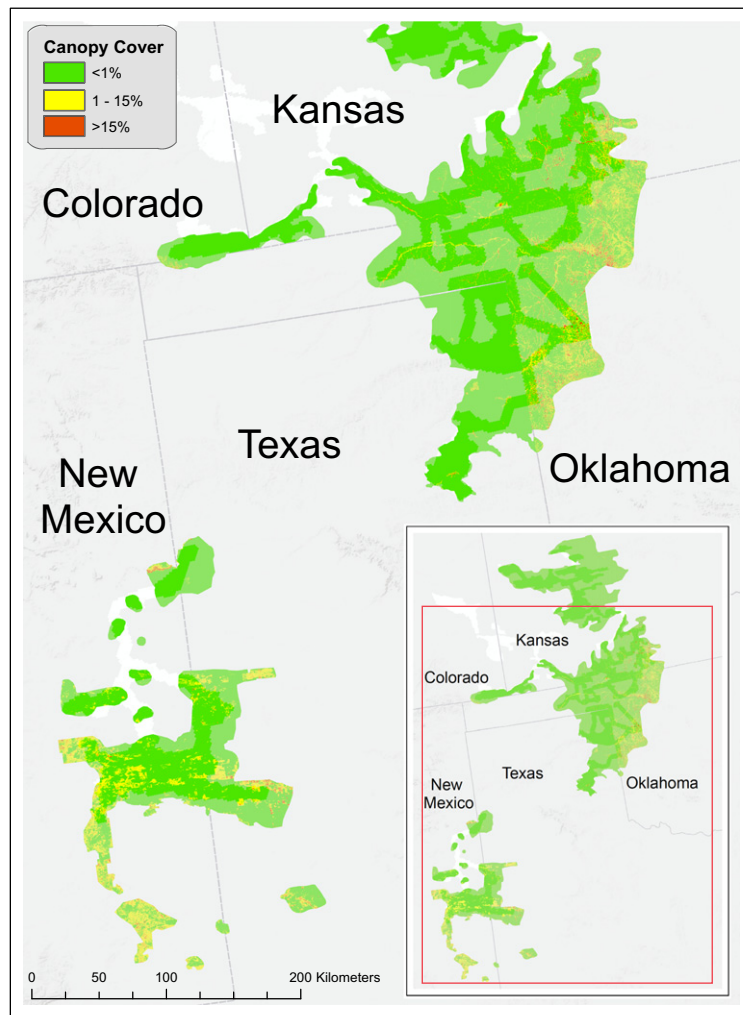 Canopy Cover
<1%
1 - 15%
>15%
Kansas
Colorado
Texas
New
Mexico
Oklahoma
0 50 100 200 Kilometers
Kansas
Colorado
Texas
New
Mexico
Oklahoma